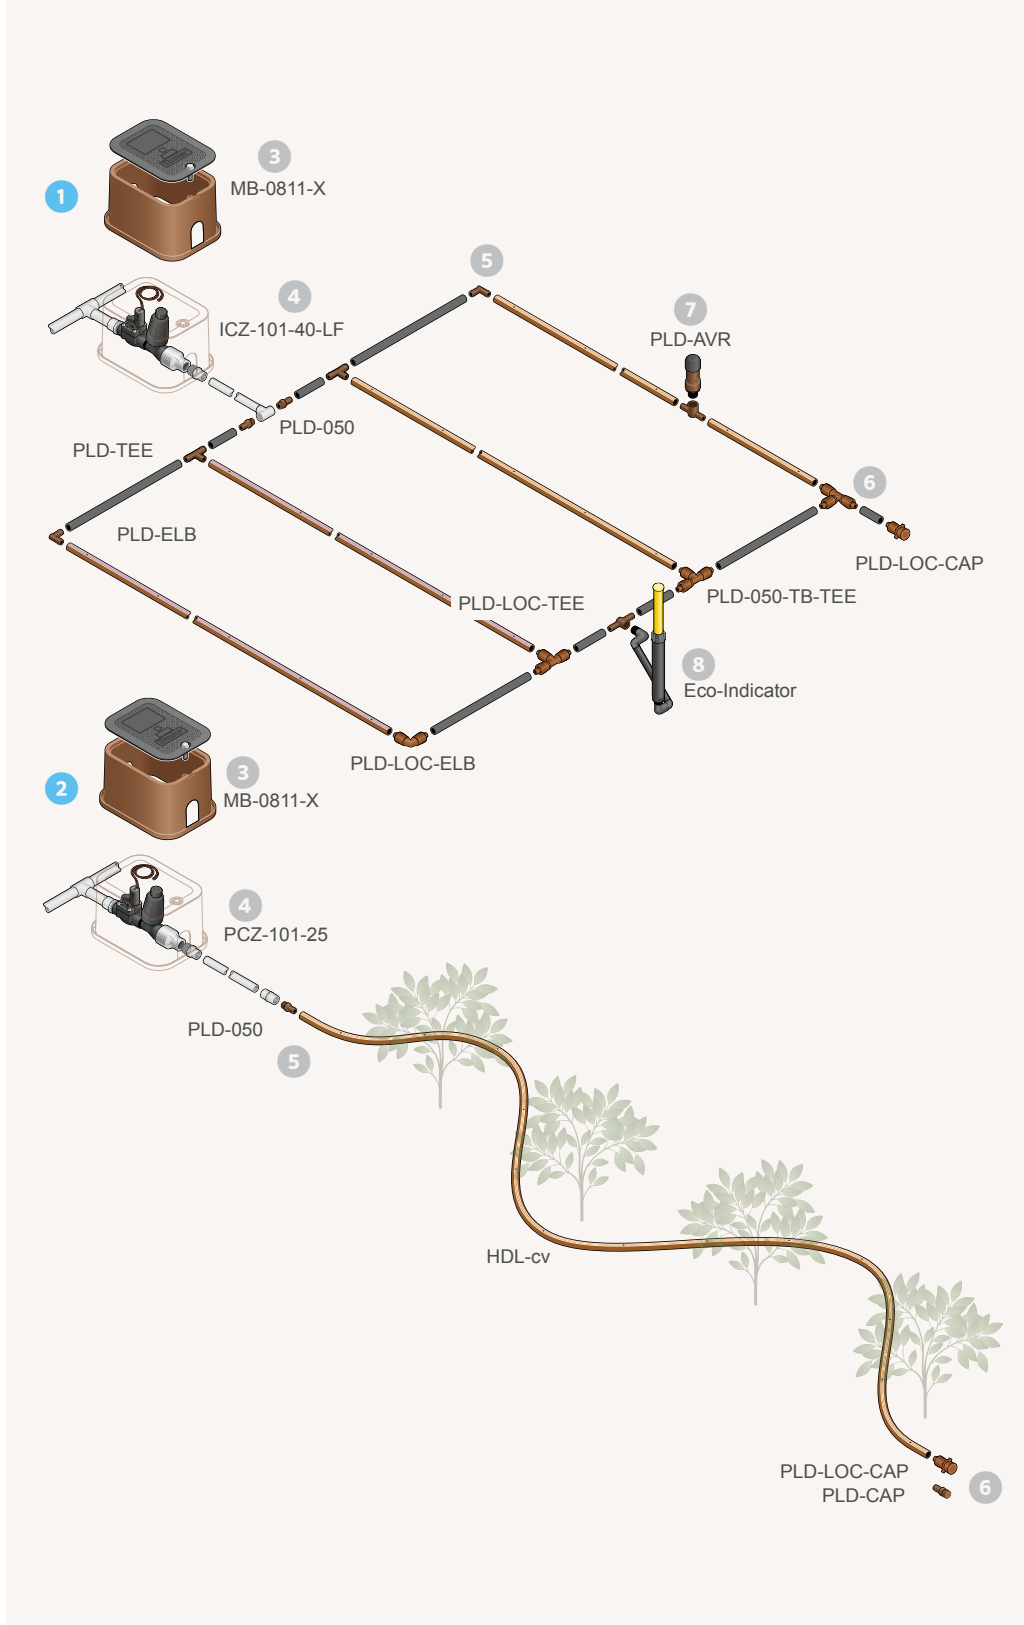 3
MB-0811-X
1
5
4
ICZ-101-40-LF
7
PLD-AVR
PLD-050
PLD-TEE
6
PLD-ELB
PLD-LOC-CAP
PLD-LOC-TEE
PLD-050-TB-TEE
8
Eco-Indicator
PLD-LOC-ELB
3
2
MB-0811-X
4
PCZ-101-25
PLD-050
5
HDL-cv
PLD-LOC-CAP
PLD-CAP
6